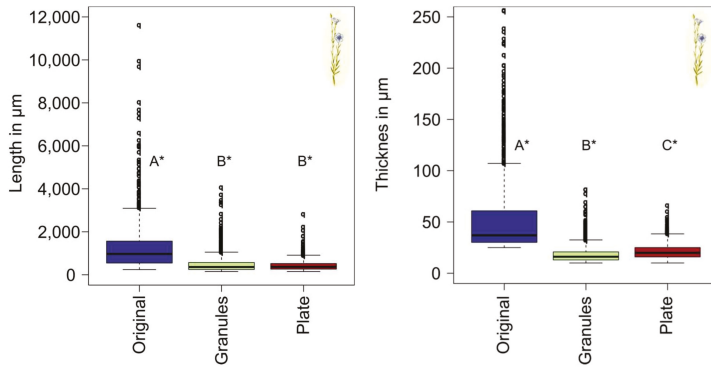 12,000
10,000
8,000
6,000
4,000
2,000
0
Length in µm
A*
B*
B*
Original
Granules
Plate
250
200
150
100
50
0
Thicknes in µm
A*
B*
C*
Original
Granules
Plate